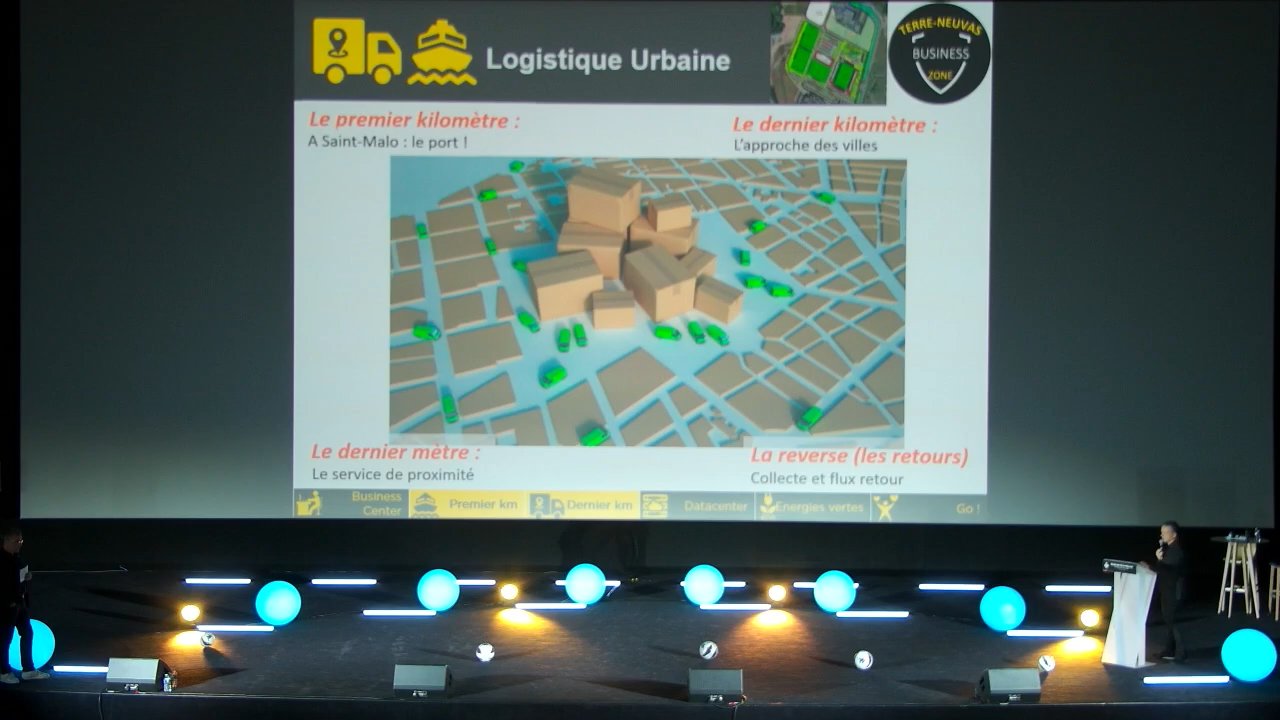 Logistique Urbaine
TERRE-NEUVAS
BUSINESS
ZONE
Le premier kilomètre :
A Saint-Malo : le port !
Le dernier kilomètre :
L'approche des villes
Le dernier mètre :
Le service de proximité
La reverse (les retours)
Collecte et flux retour
Business
Center
Premier km
Dernier km
Datacenter
Energies vertes
Go !